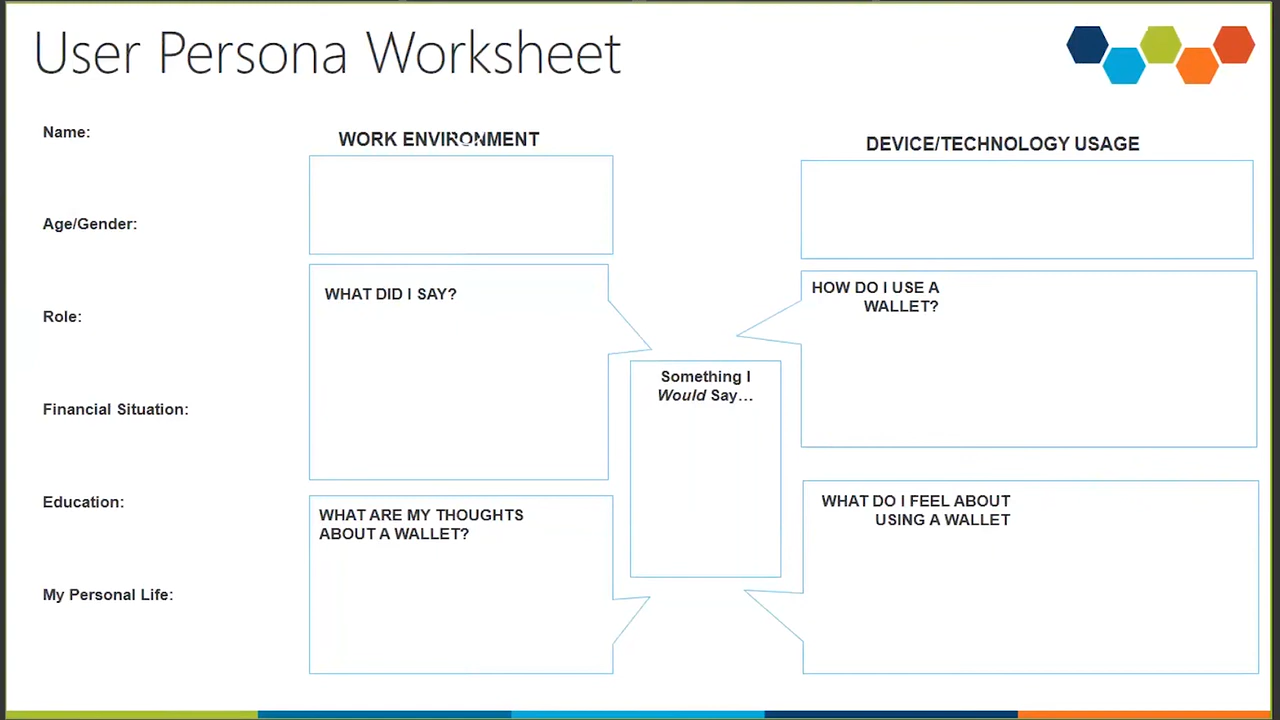 User Persona Worksheet
Name:
Age/Gender:
Role:
Financial Situation:
Education:
My Personal Life:
WORK ENVIRONMENT
WHAT DID I SAY?
WHAT ARE MY THOUGHTS
ABOUT A WALLET?
Something I
Would Say…
DEVICE/TECHNOLOGY USAGE
HOW DO I USE A
WALLET?
WHAT DO I FEEL ABOUT
USING A WALLET